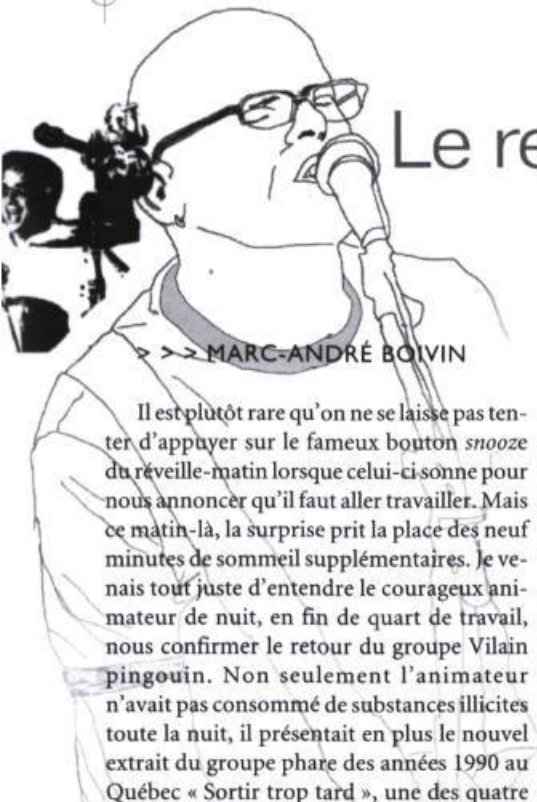 Le re
> > > MARC-ANDRÉ BOIVIN
Il est plutôt rare qu'on ne se laisse pas ten-
ter d'appuyer sur le fameux bouton snooze
du réveille-matin lorsque celui-ci sonne pour
nous annoncer qu'il faut aller travailler. Mais
ce matin-là, la surprise prit la place des neuf
minutes de sommeil supplémentaires. Je ve-
nais tout juste d'entendre le courageux ani-
mateur de nuit, en fin de quart de travail,
nous confirmer le retour du groupe Vilain
pingouin. Non seulement l'animateur
n'avait pas consommé de substances illicites
toute la nuit, il présentait en plus le nouvel
extrait du groupe phare des années 1990 au
Québec « Sortir trop tard », une des quatre